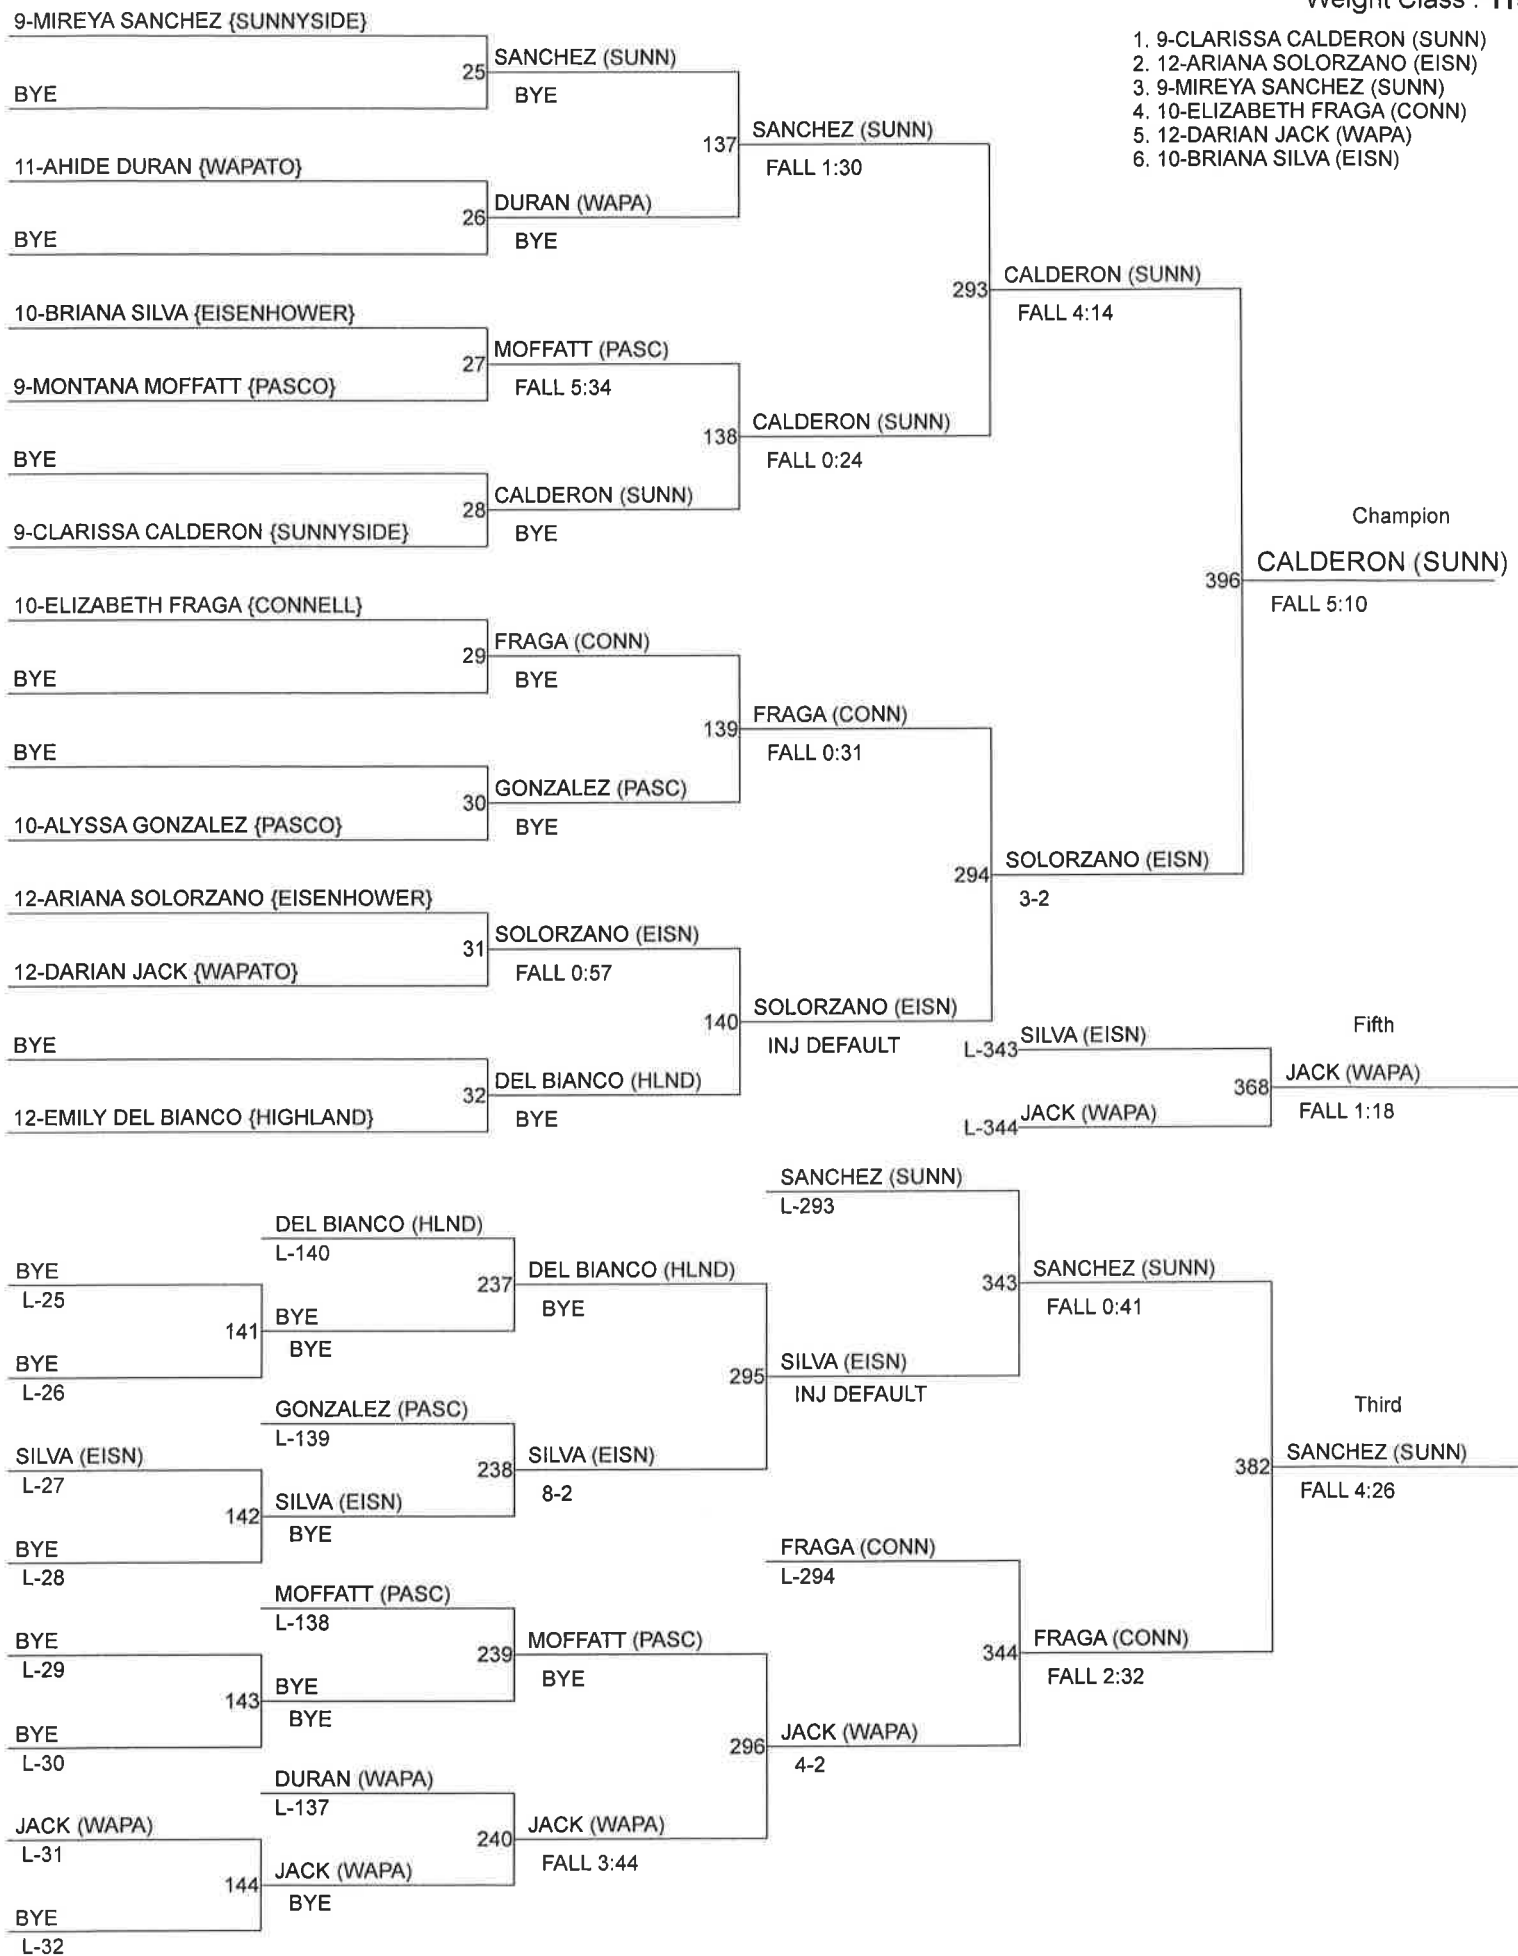 Weight Class :
1. 9-CLARISSA CALDERON (SUNN)
2. 12-ARIANA SOLORZANO (EISN)
3. 9-MIREYA SANCHEZ (SUNN)
4. 10-ELIZABETH FRAGA (CONN)
5. 12-DARIAN JACK (WAPA)
6. 10-BRIANA SILVA (EISN)
9-MIREYA SANCHEZ {SUNNYSIDE}
25 SANCHEZ (SUNN)
BYE
BYE
137 SANCHEZ (SUNN)
FALL 1:30
11-AHIDE DURAN {WAPATO}
26 DURAN (WAPA)
BYE
BYE
293 CALDERON (SUNN)
FALL 4:14
10-BRIANA SILVA {EISENHOWER}
27 MOFFATT (PASC)
9-MONTANA MOFFATT {PASCO}
FALL 5:34
138 CALDERON (SUNN)
FALL 0:24
BYE
28 CALDERON (SUNN)
9-CLARISSA CALDERON {SUNNYSIDE}
BYE
Champion
396 CALDERON (SUNN)
FALL 5:10
10-ELIZABETH FRAGA {CONNELL}
29 FRAGA (CONN)
BYE
BYE
139 FRAGA (CONN)
FALL 0:31
BYE
30 GONZALEZ (PASC)
10-ALYSSA GONZALEZ {PASCO}
BYE
294 SOLORZANO (EISN)
3-2
12-ARIANA SOLORZANO {EISENHOWER}
31 SOLORZANO (EISN)
12-DARIAN JACK {WAPATO}
FALL 0:57
140 SOLORZANO (EISN)
INJ DEFAULT
BYE
32 DEL BIANCO (HLND)
12-EMILY DEL BIANCO {HIGHLAND}
BYE
L-343 SILVA (EISN)
Fifth
368 JACK (WAPA)
FALL 1:18
L-344 JACK (WAPA)
SANCHEZ (SUNN)
L-293
DEL BIANCO (HLND)
L-140
BYE
L-25
237 DEL BIANCO (HLND)
BYE
343 SANCHEZ (SUNN)
FALL 0:41
141 BYE
BYE
BYE
L-26
295 SILVA (EISN)
INJ DEFAULT
GONZALEZ (PASC)
L-139
SILVA (EISN)
L-27
238 SILVA (EISN)
8-2
142 SILVA (EISN)
BYE
BYE
L-28
Third
382 SANCHEZ (SUNN)
FALL 4:26
FRAGA (CONN)
L-294
MOFFATT (PASC)
L-138
BYE
L-29
239 MOFFATT (PASC)
BYE
344 FRAGA (CONN)
FALL 2:32
143 BYE
BYE
BYE
L-30
296 JACK (WAPA)
4-2
DURAN (WAPA)
L-137
JACK (WAPA)
L-31
240 JACK (WAPA)
FALL 3:44
144 JACK (WAPA)
BYE
BYE
L-32